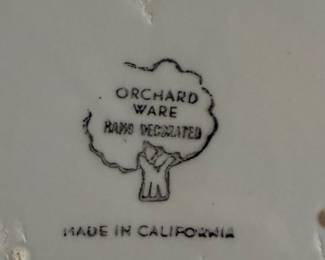 ORCHARD
WARE
HAND DECORATED
MADE IN CALIFORNIA